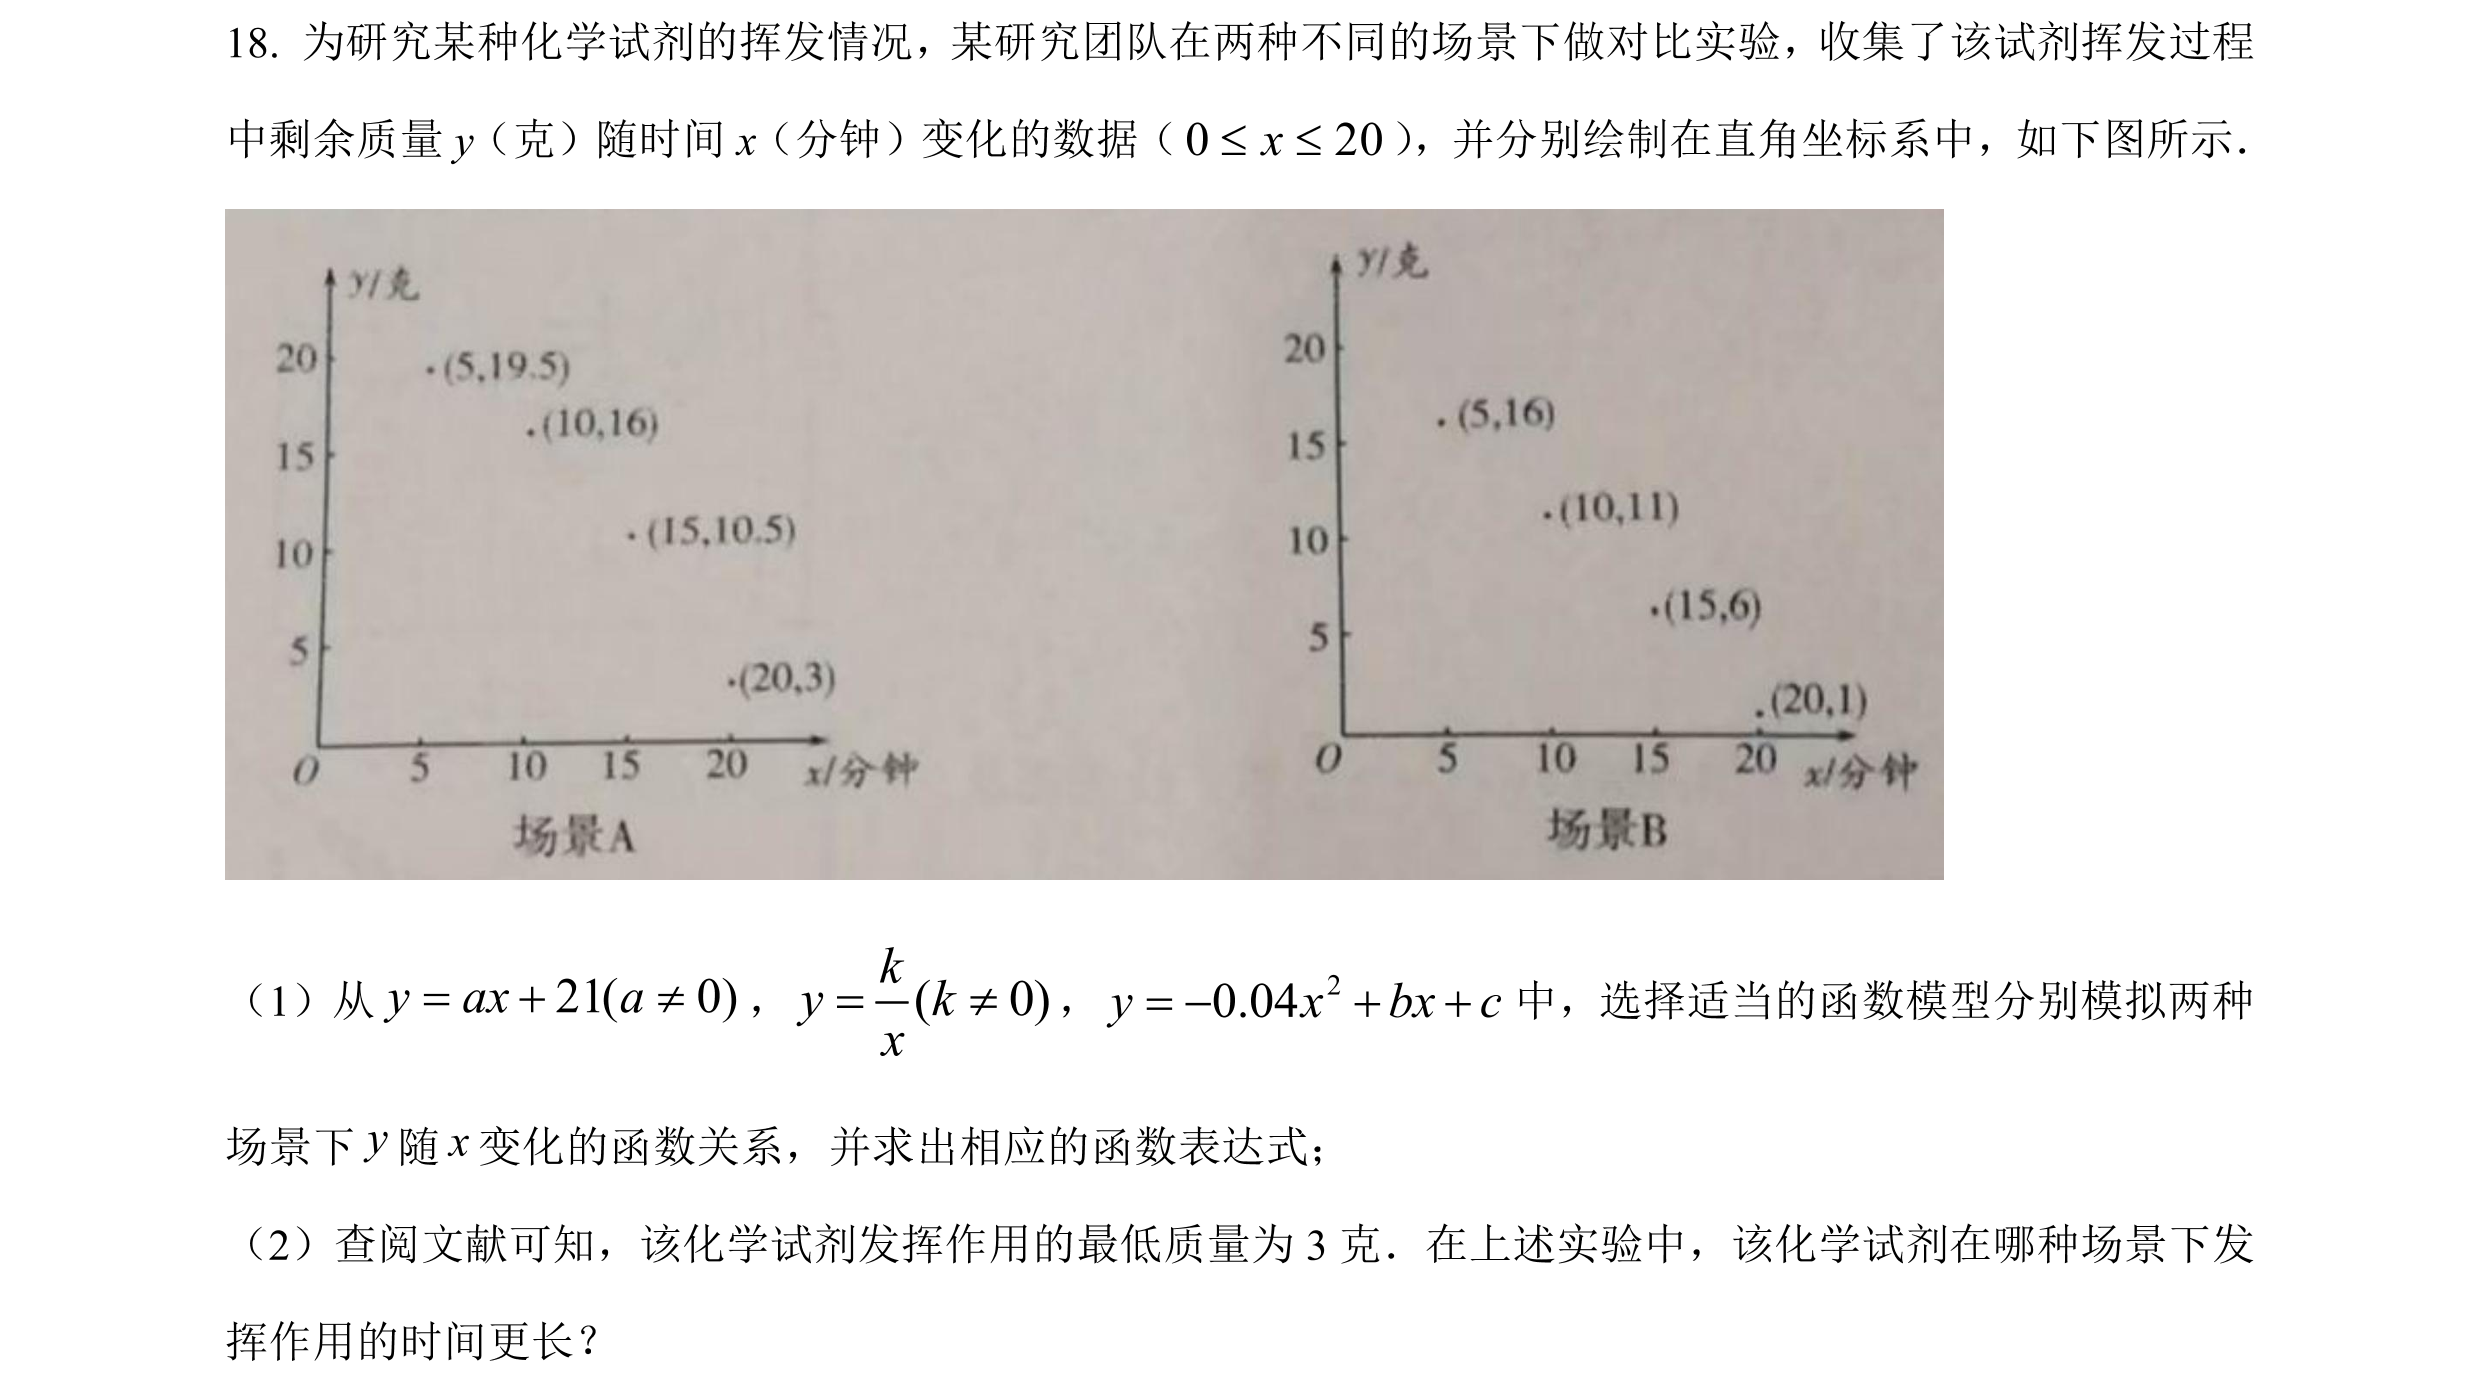 18. 为研究某种化学试剂的挥发情况，某研究团队在两种不同的场景下做对比实验，收集了该试剂挥发过程
中剩余质量 y（克）随时间 x（分钟）变化的数据（0 ≤ x ≤ 20），并分别绘制在直角坐标系中，如下图所示．
y/克
20
(5,19.5)
(10,16)
15
(15,10.5)
10
5
(20,3)
O 5 10 15 20 x/分钟
场景A
y/克
20
(5,16)
15
(10,11)
10
(15,6)
5
(20,1)
O 5 10 15 20 x/分钟
场景B
（1）从 y = ax + 21(a ≠ 0)，y = k/x (k ≠ 0)，y = −0.04x² + bx + c 中，选择适当的函数模型分别模拟两种
场景下 y 随 x 变化的函数关系，并求出相应的函数表达式；
（2）查阅文献可知，该化学试剂发挥作用的最低质量为 3 克．在上述实验中，该化学试剂在哪种场景下发
挥作用的时间更长？